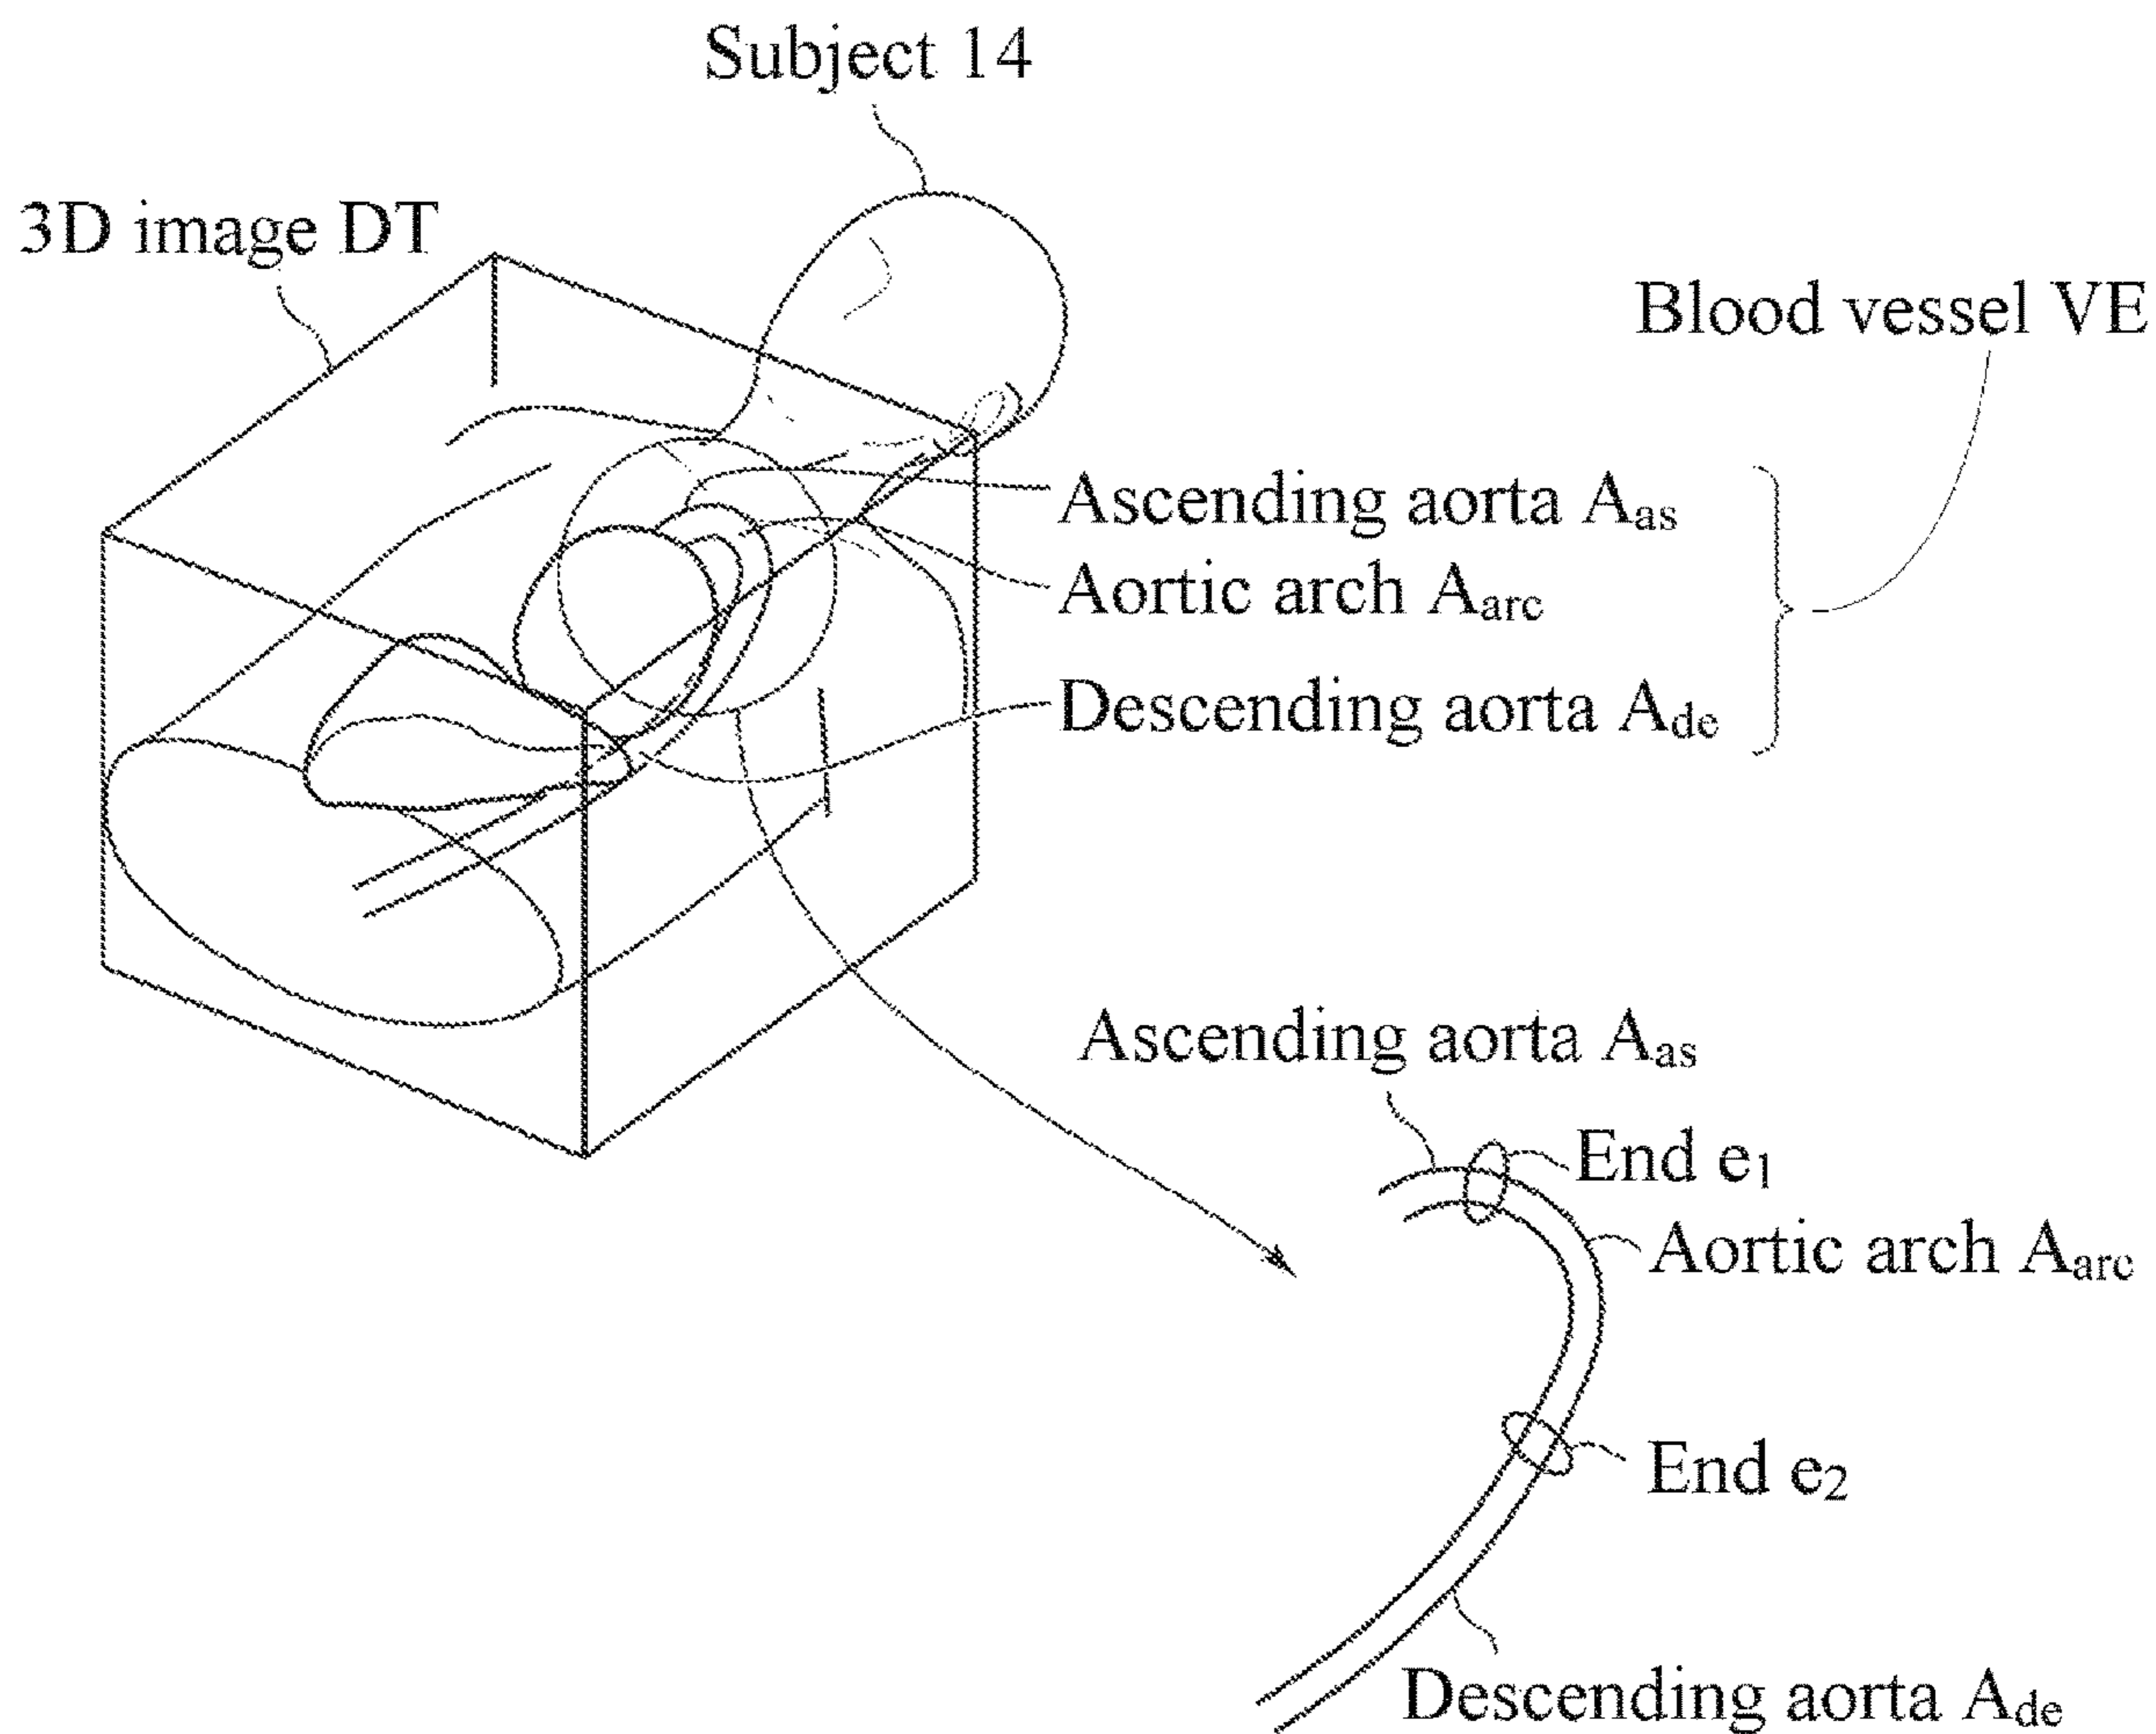 Subject 14
3D image DT
Blood vessel VE
Ascending aorta Aas
Aortic arch Aarc
Descending aorta Ade
Ascending aorta Aas
End e1
Aortic arch Aarc
End e2
Descending aorta Ade